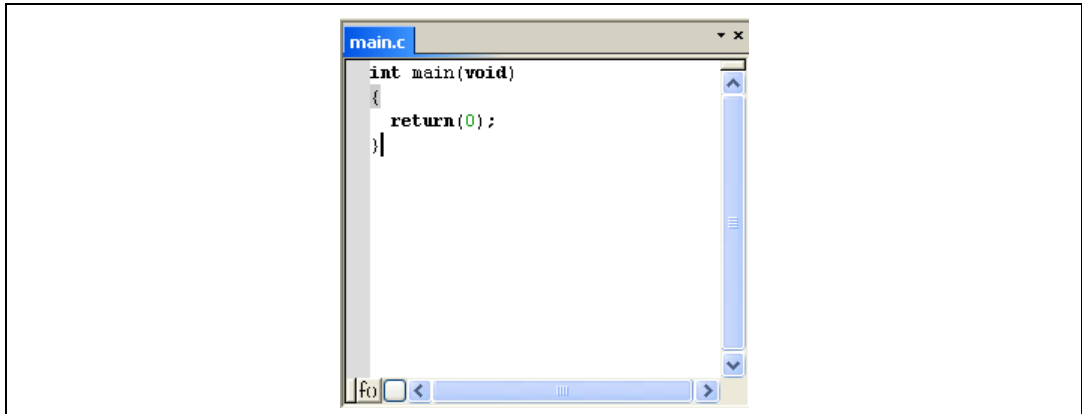 main.c
int main(void)
{
  return(0);
}
f()